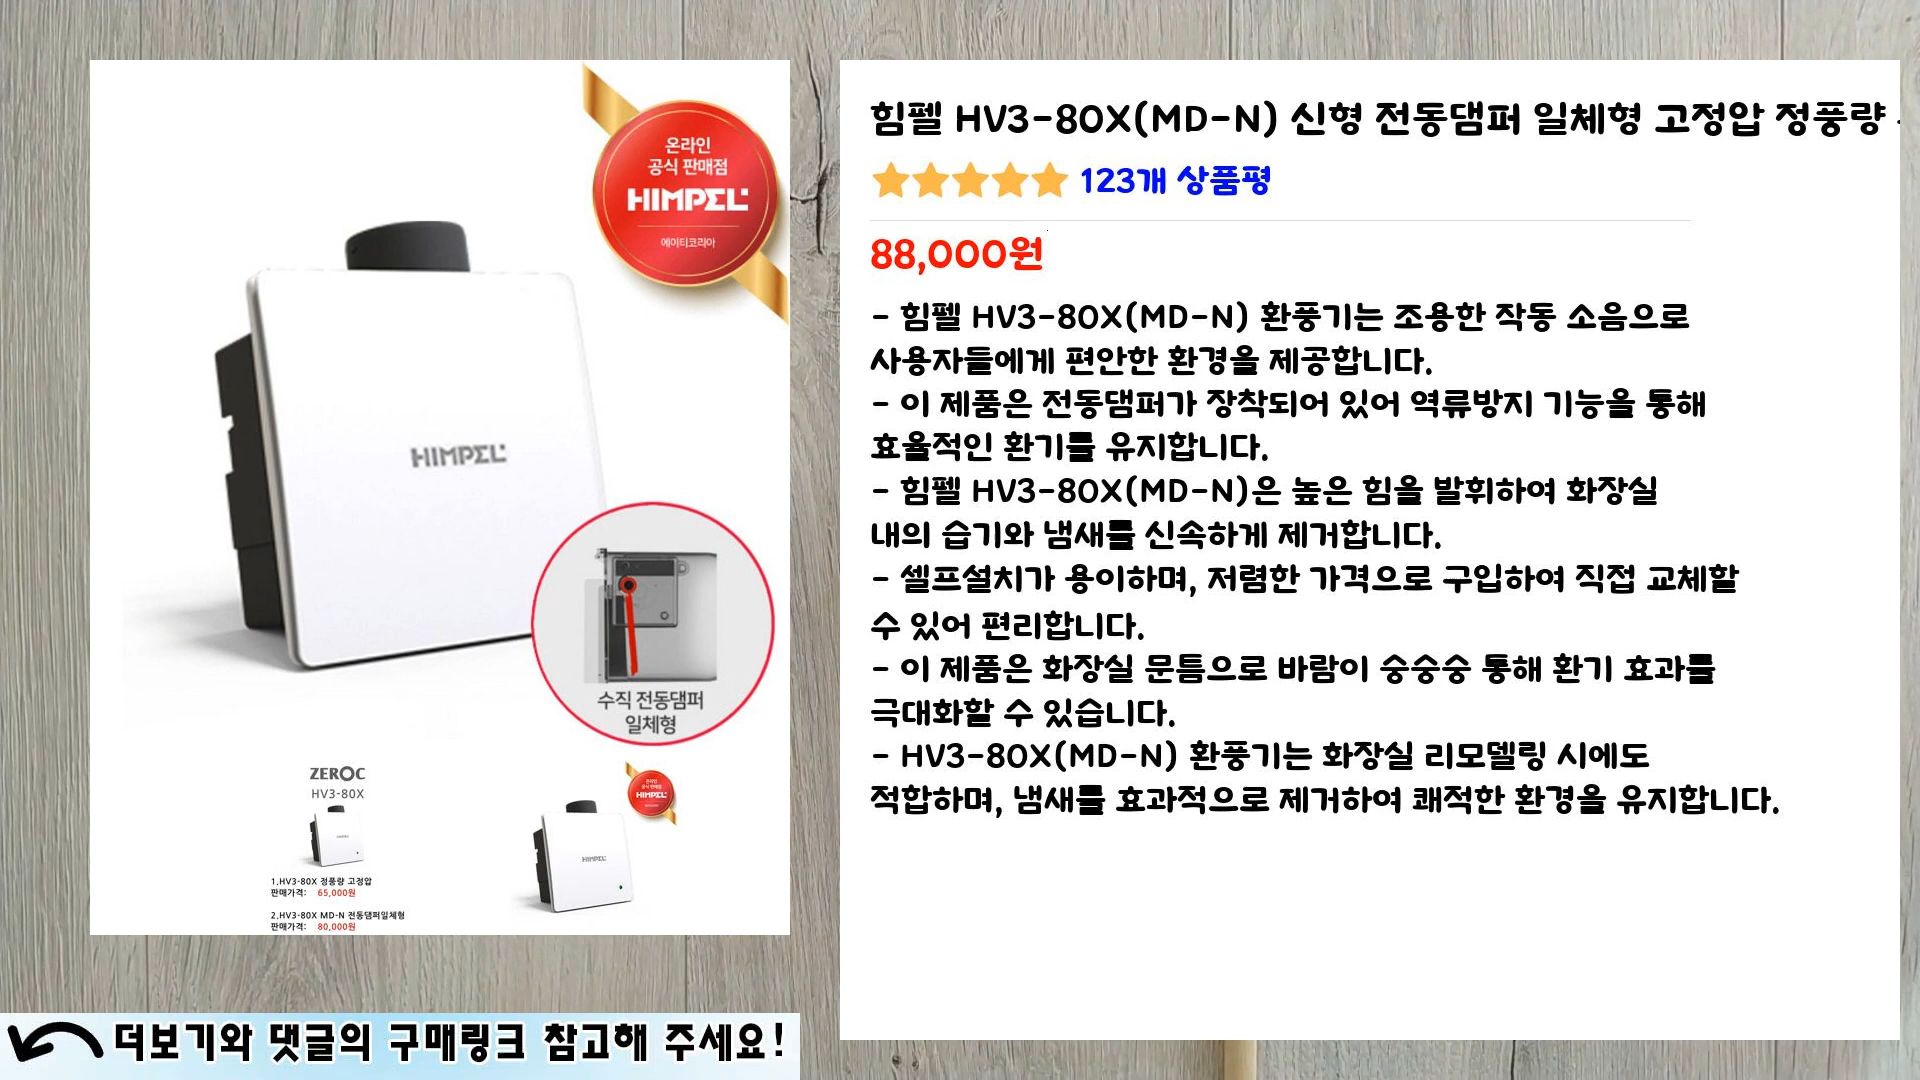 온라인
공식 판매점
HIMPEL
에이티코리아
HIMPEL
수직 전동댐퍼
일체형
ZEROC
HV3-80X
HIMPEL
HIMPEL
1.HV3-80X 정풍량 고정압
판매가격: 65,000원
2.HV3-80X MD-N 전동댐퍼일체형
판매가격: 80,000원
힘펠 HV3-80X(MD-N) 신형 전동댐퍼 일체형 고정압 정풍량
123개 상품평
88,000원
- 힘펠 HV3-80X(MD-N) 환풍기는 조용한 작동 소음으로
사용자들에게 편안한 환경을 제공합니다.
- 이 제품은 전동댐퍼가 장착되어 있어 역류방지 기능을 통해
효율적인 환기를 유지합니다.
- 힘펠 HV3-80X(MD-N)은 높은 힘을 발휘하여 화장실
내의 습기와 냄새를 신속하게 제거합니다.
- 셀프설치가 용이하며, 저렴한 가격으로 구입하여 직접 교체할
수 있어 편리합니다.
- 이 제품은 화장실 문틈으로 바람이 슝슝슝 통해 환기 효과를
극대화할 수 있습니다.
- HV3-80X(MD-N) 환풍기는 화장실 리모델링 시에도
적합하며, 냄새를 효과적으로 제거하여 쾌적한 환경을 유지합니다.
더보기와 댓글의 구매링크 참고해 주세요!